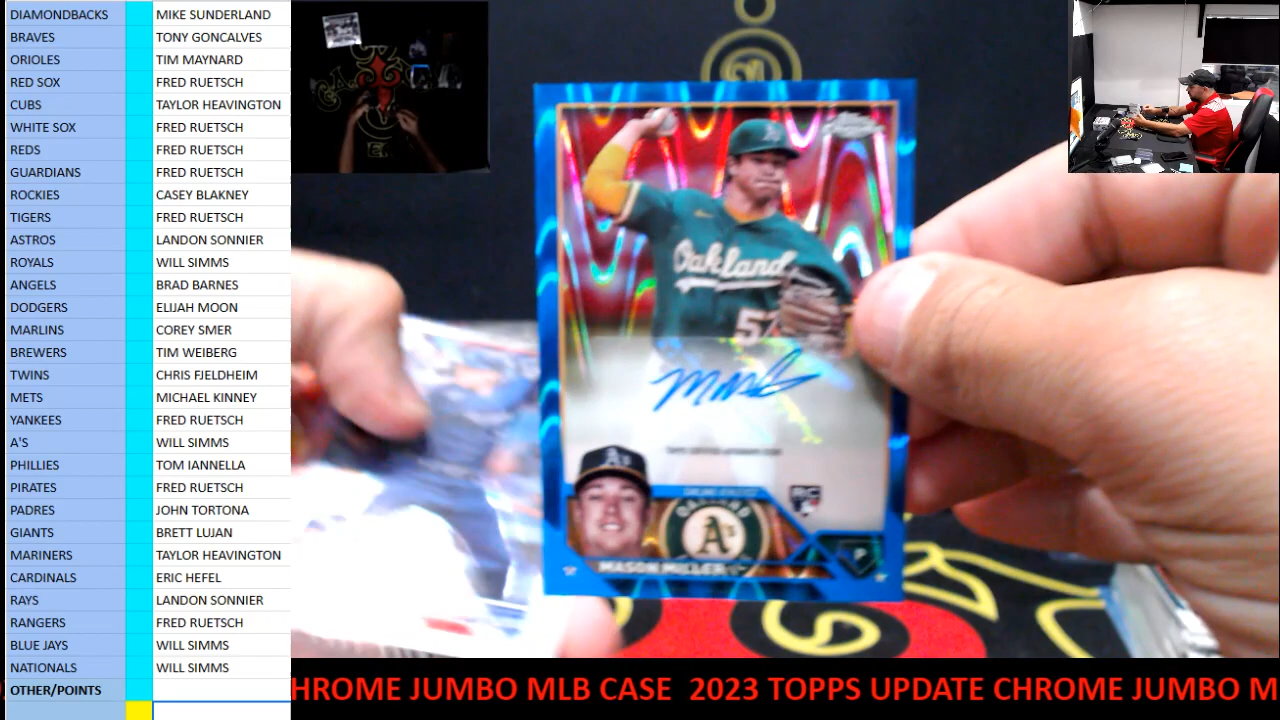 DIAMONDBACKS MIKE SUNDERLAND
BRAVES TONY GONCALVES
ORIOLES TIM MAYNARD
RED SOX FRED RUETSCH
CUBS TAYLOR HEAVINGTON
WHITE SOX FRED RUETSCH
REDS FRED RUETSCH
GUARDIANS FRED RUETSCH
ROCKIES CASEY BLAKNEY
TIGERS FRED RUETSCH
ASTROS LANDON SONNIER
ROYALS WILL SIMMS
ANGELS BRAD BARNES
DODGERS ELIJAH MOON
MARLINS COREY SMER
BREWERS TIM WEIBERG
TWINS CHRIS FJELDHEIM
METS MICHAEL KINNEY
YANKEES FRED RUETSCH
A'S WILL SIMMS
PHILLIES TOM IANNELLA
PIRATES FRED RUETSCH
PADRES JOHN TORTONA
GIANTS BRETT LUJAN
MARINERS TAYLOR HEAVINGTON
CARDINALS ERIC HEFEL
RAYS LANDON SONNIER
RANGERS FRED RUETSCH
BLUE JAYS WILL SIMMS
NATIONALS WILL SIMMS
OTHER/POINTS
Oakland
57
RC
OAKLAND
A's
MASON MILLER
P
HROME JUMBO MLB CASE 2023 TOPPS UPDATE CHROME JUMBO M